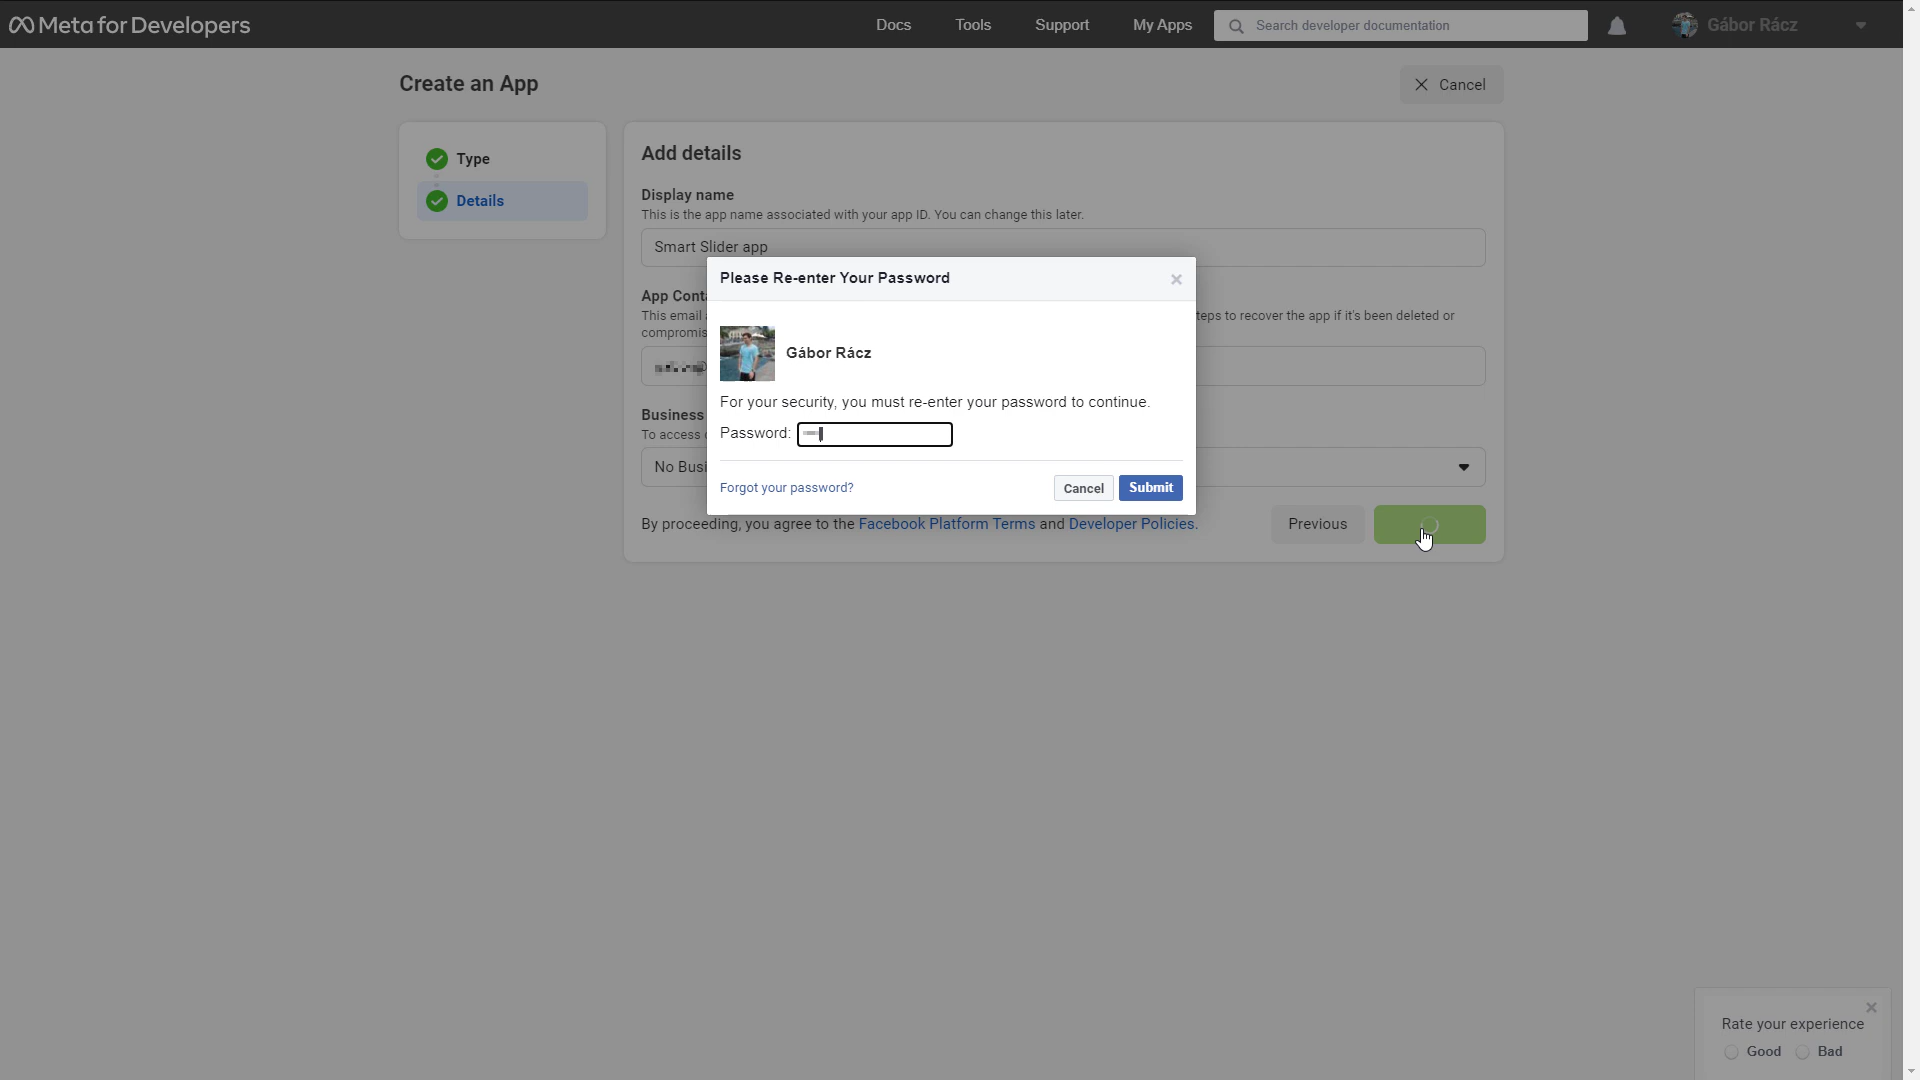 Meta for Developers
Docs Tools Support My Apps Search developer documentation Gábor Rácz
Create an App
Cancel
Type
Details
Add details
Display name
This is the app name associated with your app ID. You can change this later.
Smart Slider app
Please Re-enter Your Password
App Conta
This email
teps to recover the app if it's been deleted or
compromis
Gábor Rácz
For your security, you must re-enter your password to continue.
Business
To access
Password:
No Busi
Forgot your password?
Cancel
Submit
By proceeding, you agree to the Facebook Platform Terms and Developer Policies.
Previous
Rate your experience
Good Bad